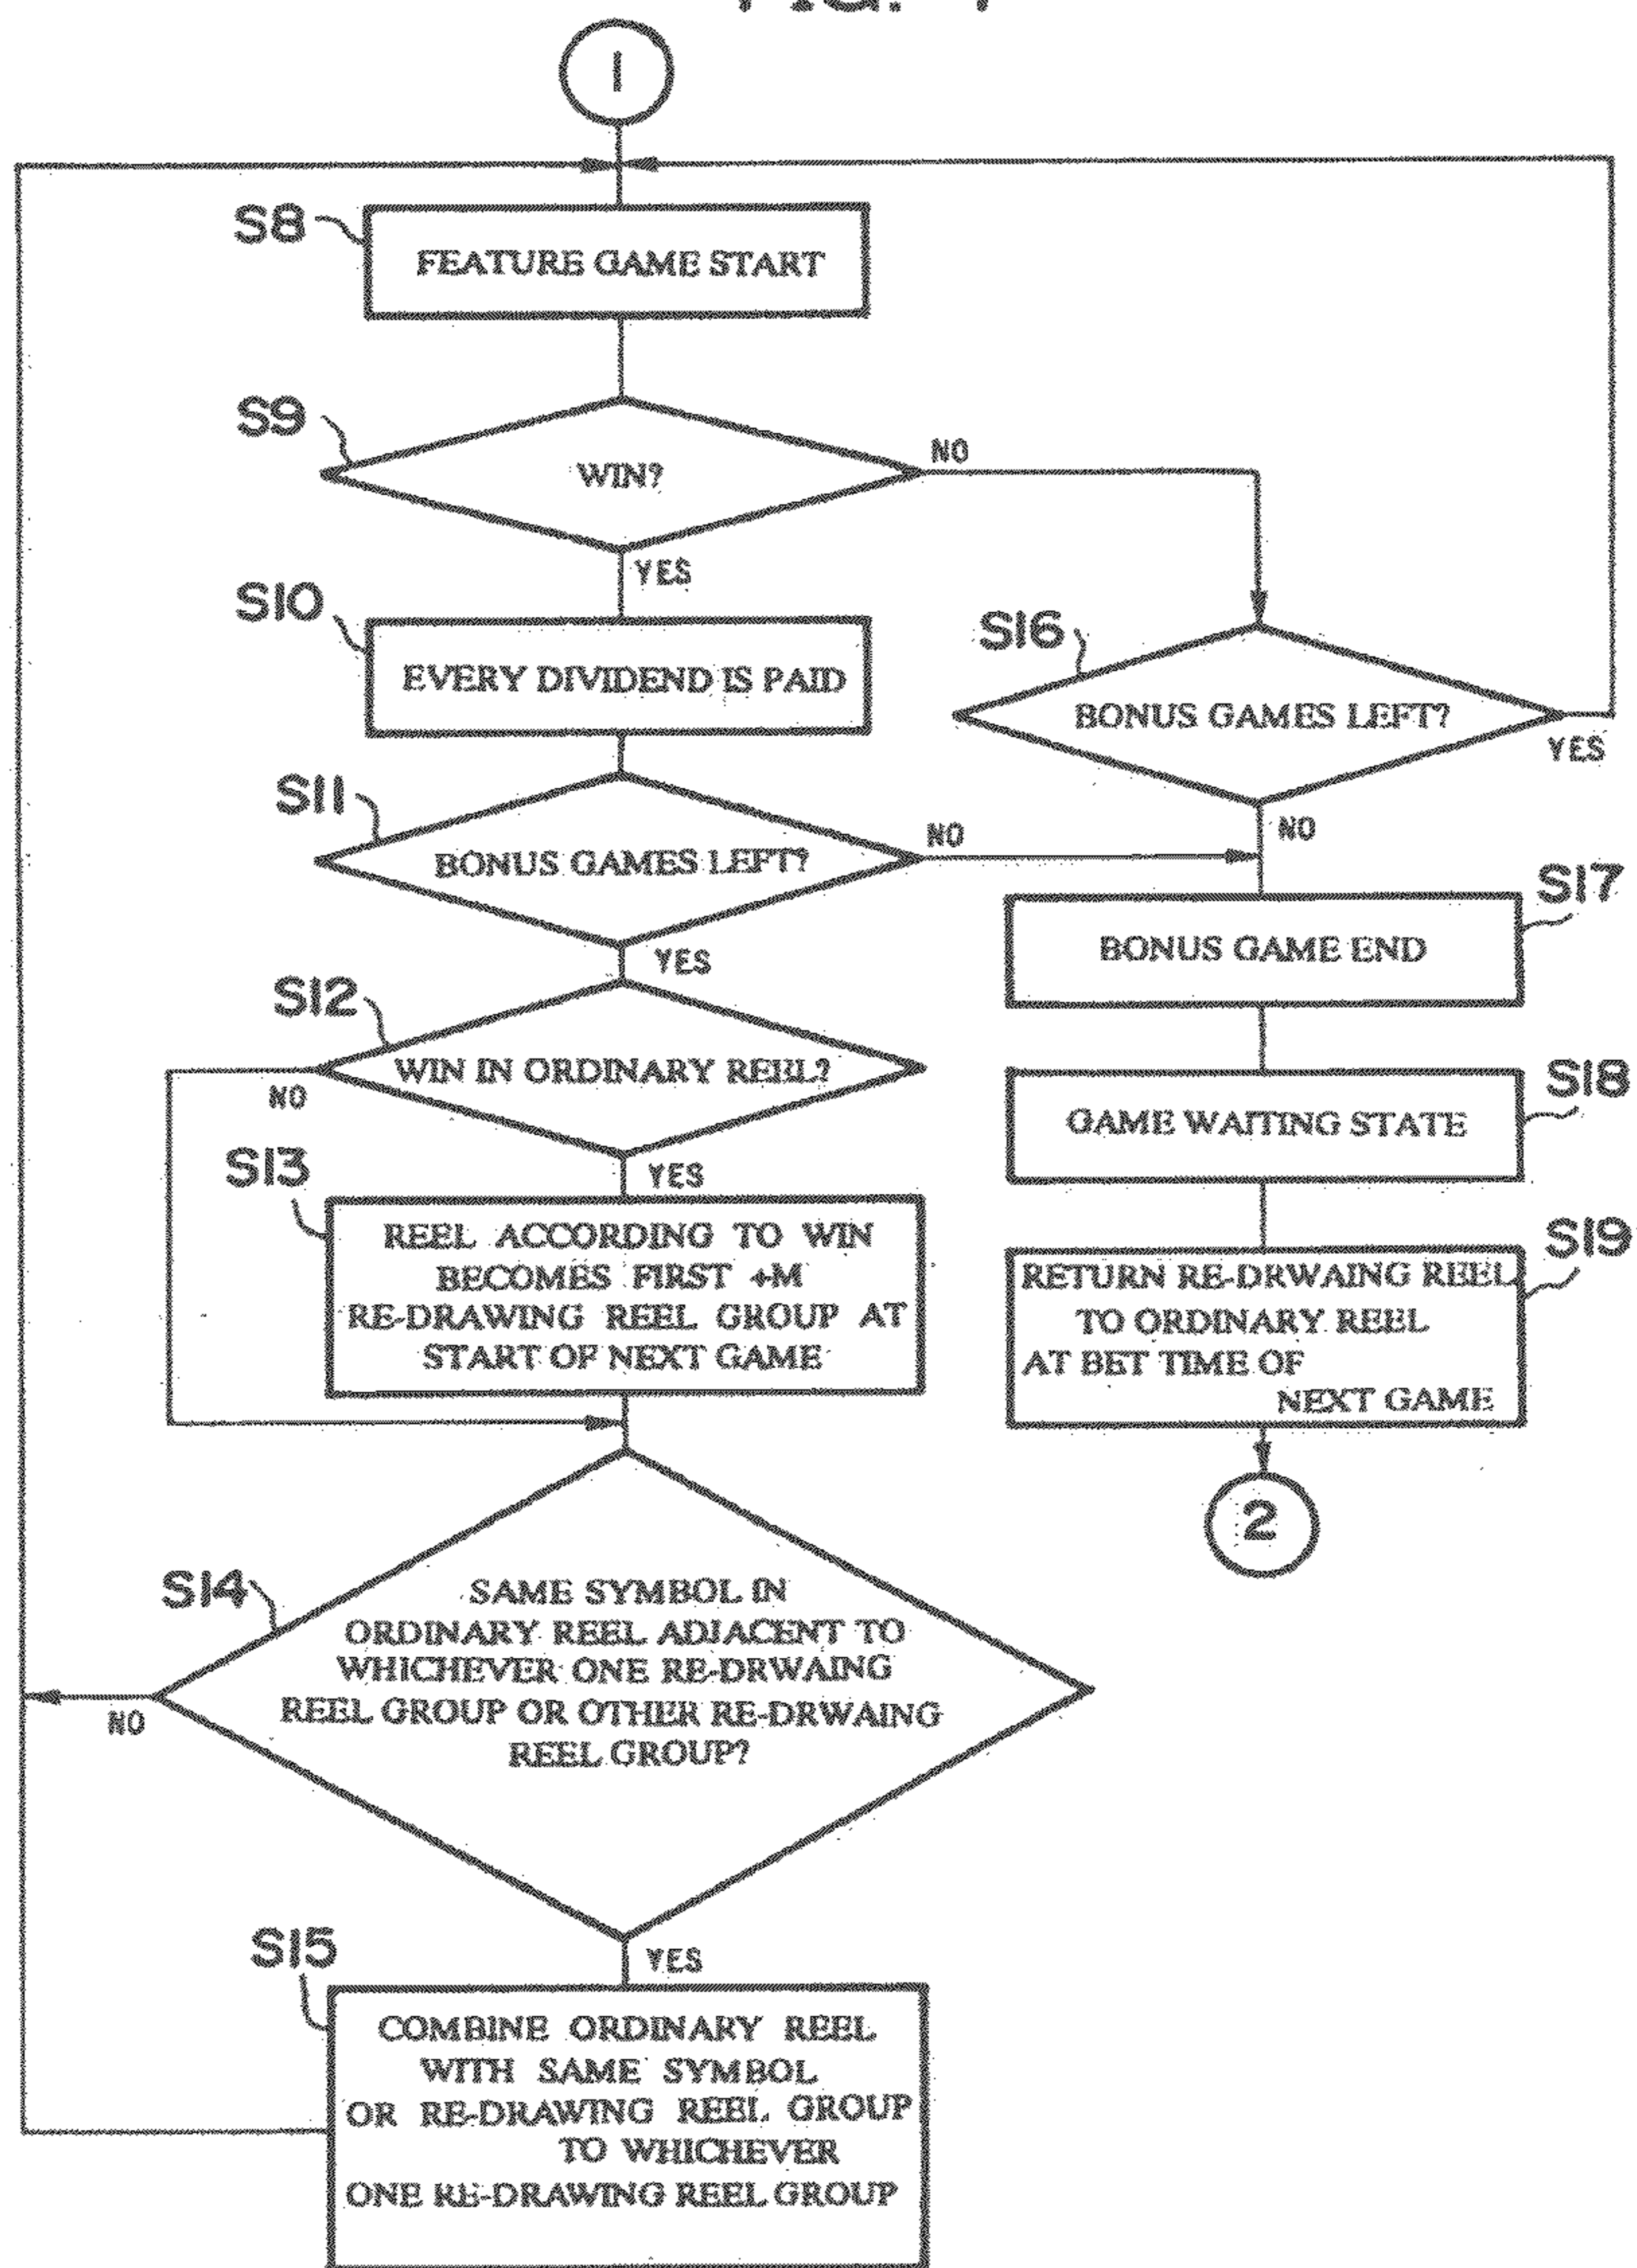 1
S8
FEATURE GAME START
S9
WIN?
NO
YES
S10
EVERY DIVIDEND IS PAID
S16
BONUS GAMES LEFT?
YES
NO
S11
BONUS GAMES LEFT?
NO
YES
S17
BONUS GAME END
S12
WIN IN ORDINARY REEL?
NO
YES
S18
GAME WAITING STATE
S13
REEL ACCORDING TO WIN
BECOMES FIRST +M
RE-DRAWING REEL GROUP AT
START OF NEXT GAME
S19
RETURN RE-DRWAING REEL
TO ORDINARY REEL
AT BET TIME OF
NEXT GAME
2
S14
SAME SYMBOL IN
ORDINARY REEL ADJACENT TO
WHICHEVER ONE RE-DRWAING
REEL GROUP OR OTHER RE-DRWAING
REEL GROUP?
NO
YES
S15
COMBINE ORDINARY REEL
WITH SAME SYMBOL
OR RE-DRAWING REEL GROUP
TO WHICHEVER
ONE RE-DRAWING REEL GROUP